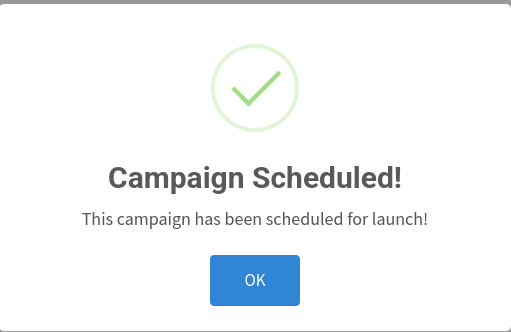 Campaign Scheduled!
This campaign has been scheduled for launch!
OK